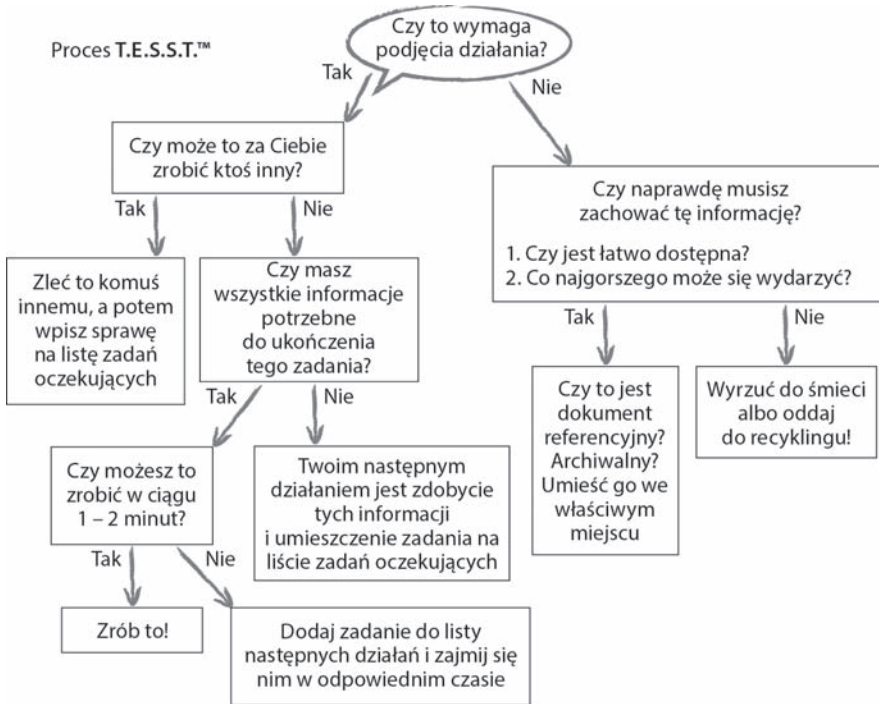 Proces T.E.S.S.T.™
Czy to wymaga
podjęcia działania?
Tak
Nie
Czy może to za Ciebie
zrobić ktoś inny?
Tak
Nie
Czy naprawdę musisz
zachować tę informację?
1. Czy jest łatwo dostępna?
2. Co najgorszego może się wydarzyć?
Tak
Nie
Zleć to komuś
innemu, a potem
wpisz sprawę
na listę zadań
oczekujących
Czy masz
wszystkie informacje
potrzebne
do ukończenia
tego zadania?
Tak
Nie
Czy to jest
dokument
referencyjny?
Archiwalny?
Umieść go we
właściwym
miejscu
Wyrzuć do śmieci
albo oddaj
do recyklingu!
Czy możesz to
zrobić w ciągu
1 – 2 minut?
Tak
Nie
Twoim następnym
działaniem jest zdobycie
tych informacji
i umieszczenie zadania na
liście zadań oczekujących
Zrób to!
Dodaj zadanie do listy
następnych działań i zajmij się
nim w odpowiednim czasie